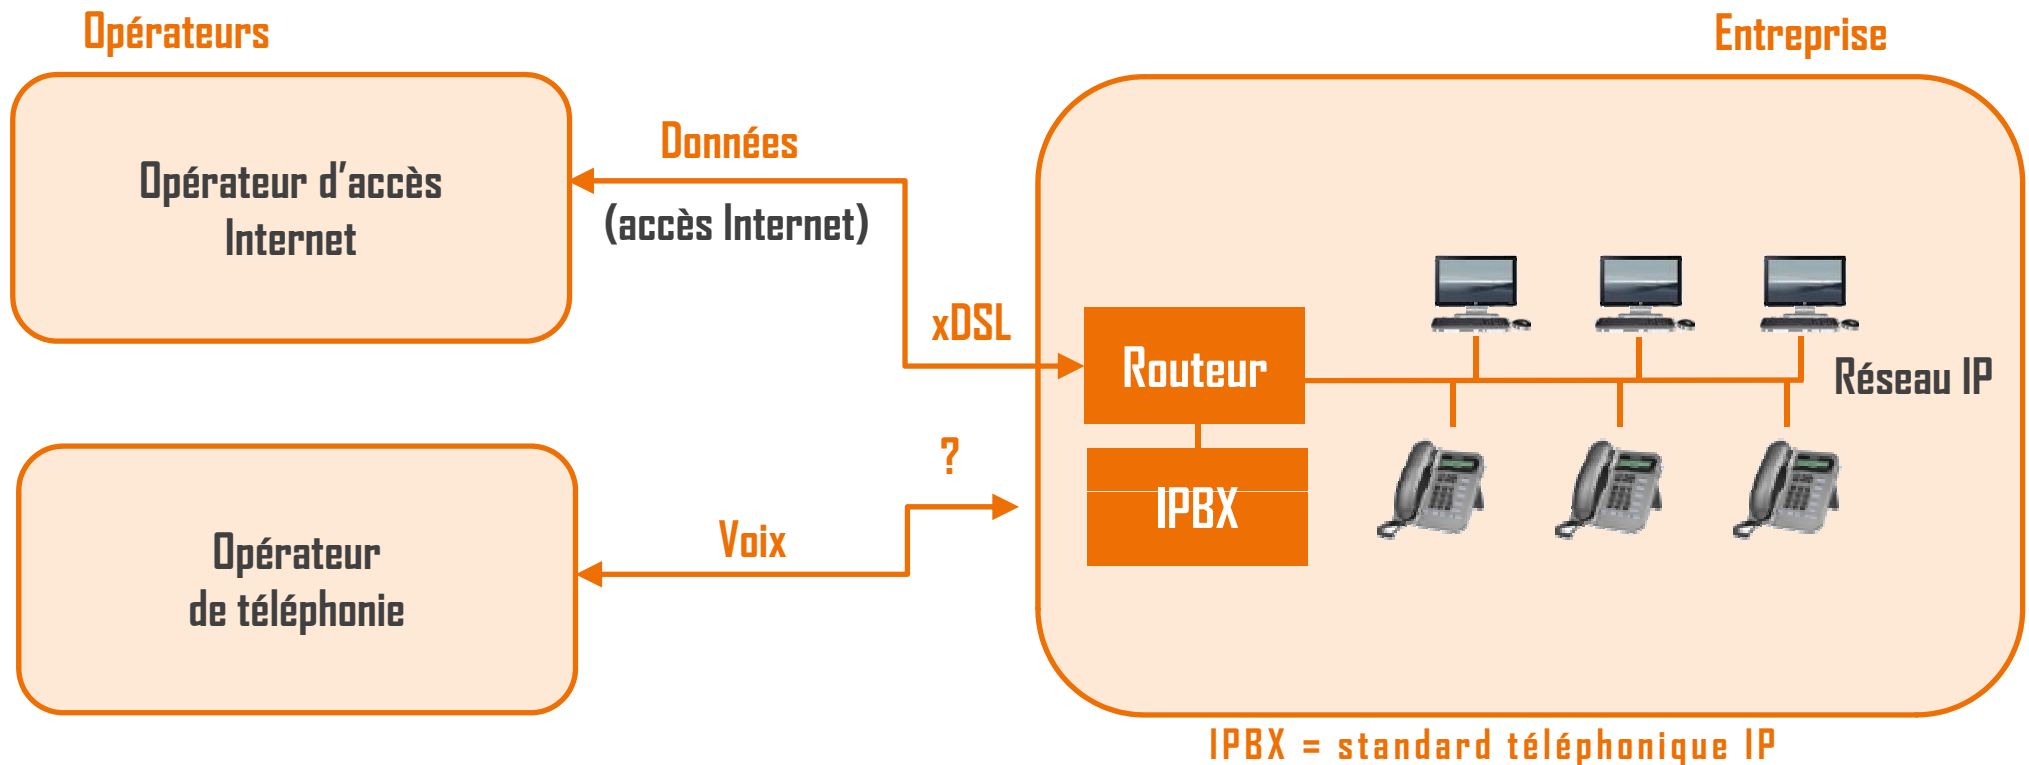 Opérateurs
Entreprise
Opérateur d'accès
Internet
Données
(accès Internet)
xDSL
Routeur
Réseau IP
?
IPBX
Voix
Opérateur
de téléphonie
IPBX = standard téléphonique IP